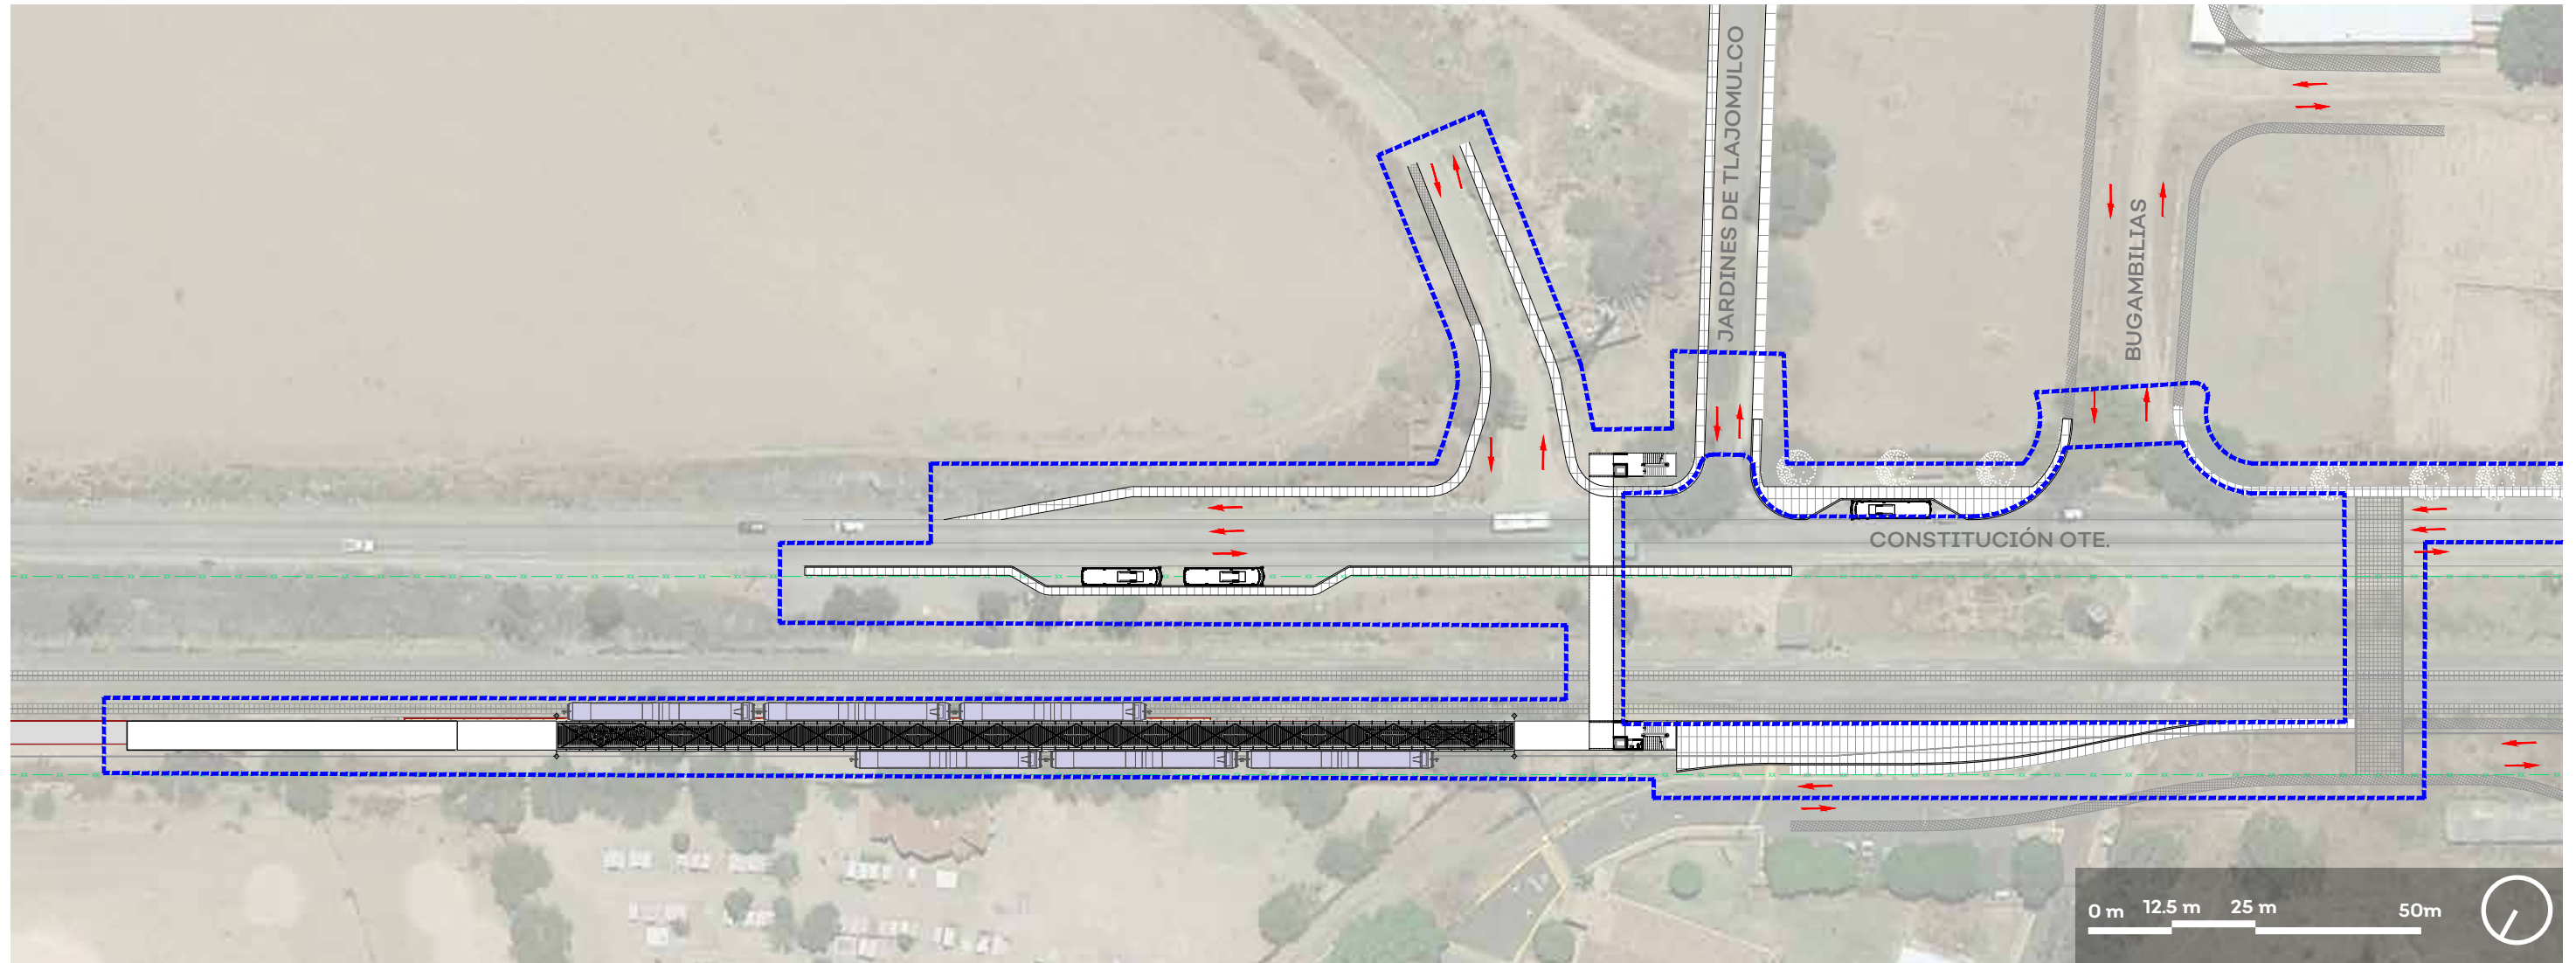 JARDINES DE TLAJOMULCO
BUGAMBILIAS
CONSTITUCIÓN OTE.
0 m 12.5 m 25 m 50m